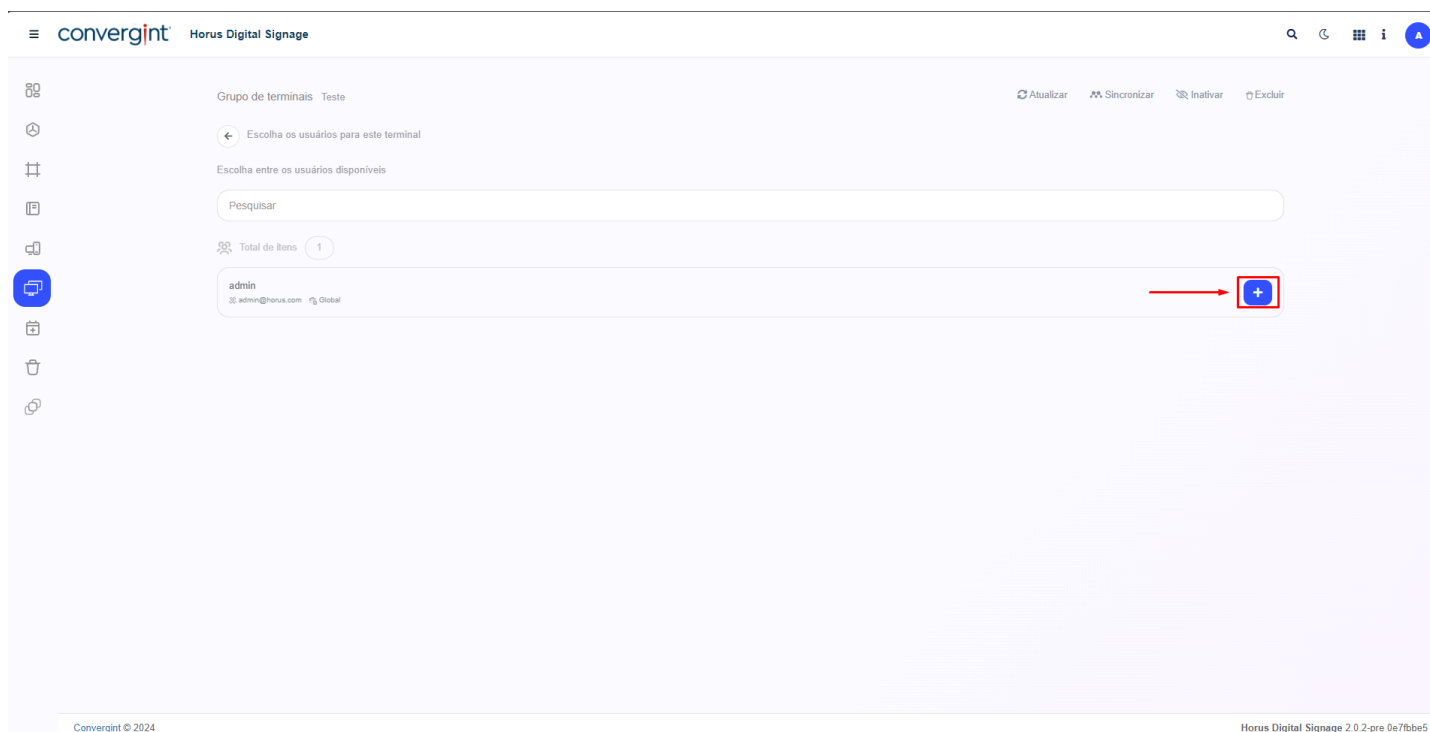 convergint Horus Digital Signage
A
Grupo de terminais Teste
Atualizar Sincronizar Inativar Excluir
Escolha os usuários para este terminal
Escolha entre os usuários disponíveis
Pesquisar
Total de itens 1
admin
admin@horus.com Global
Convergint © 2024
Horus Digital Signage 2.0.2-pre 0e7fbbe5